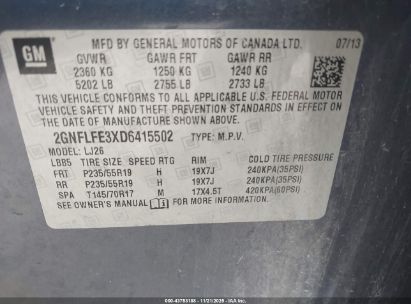 GM
MFD BY GENERAL MOTORS OF CANADA LTD. 07/13
GVWR GAWR FRT GAWR RR
2360 KG 1250 KG 1240 KG
5202 LB 2755 LB 2733 LB
THIS VEHICLE CONFORMS TO ALL APPLICABLE U.S. FEDERAL MOTOR
VEHICLE SAFETY AND THEFT PREVENTION STANDARDS IN EFFECT ON
THE DATE OF MANUFACTURE SHOWN ABOVE.
2GNFLFE3XD6415502 TYPE: M.P.V.
MODEL: LJ26
LBB5 TIRE SIZE SPEED RTG RIM COLD TIRE PRESSURE
FRT P235/55R19 H 19X7J 240KPA(35PSI)
RR P235/55R19 H 19X7J 240KPA(35PSI)
SPA T145/70R17 M 17X4.5T 420KPA(60PSI)
SEE OWNER'S MANUAL FOR MORE INFORMATION.
11/21/2025